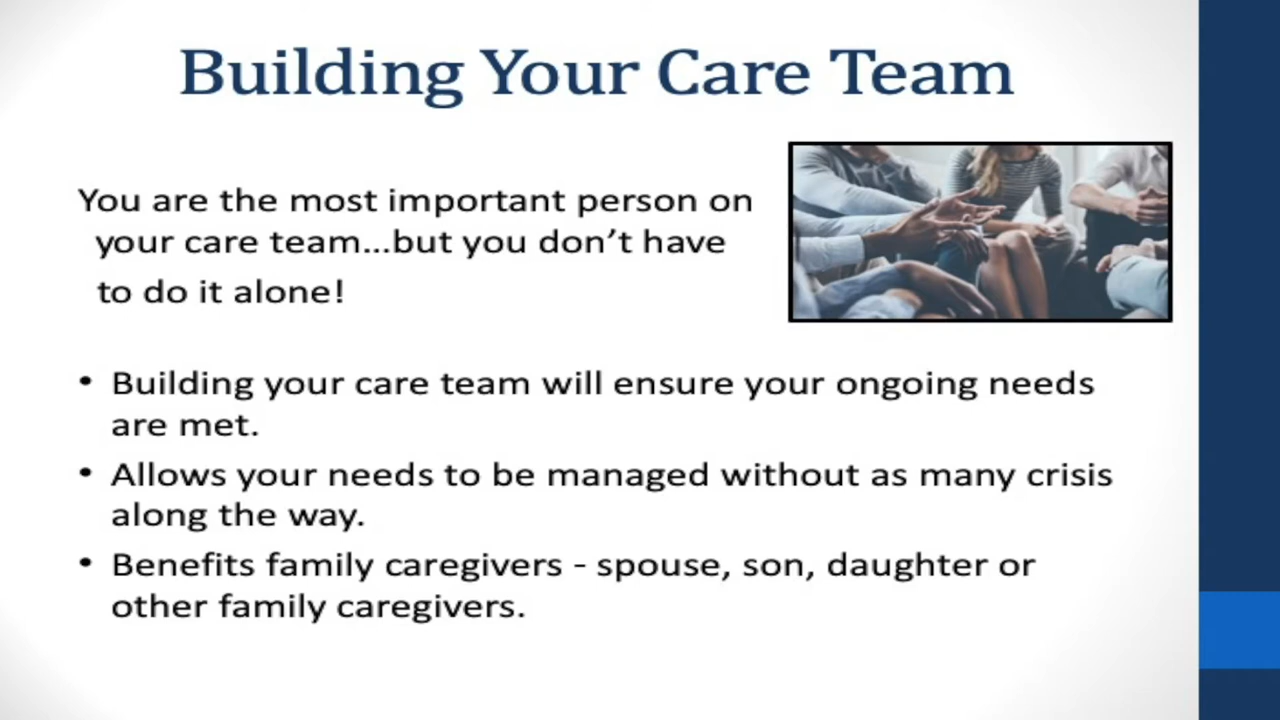 Building Your Care Team
You are the most important person on
your care team...but you don't have
to do it alone!
• Building your care team will ensure your ongoing needs
are met.
• Allows your needs to be managed without as many crisis
along the way.
• Benefits family caregivers - spouse, son, daughter or
other family caregivers.